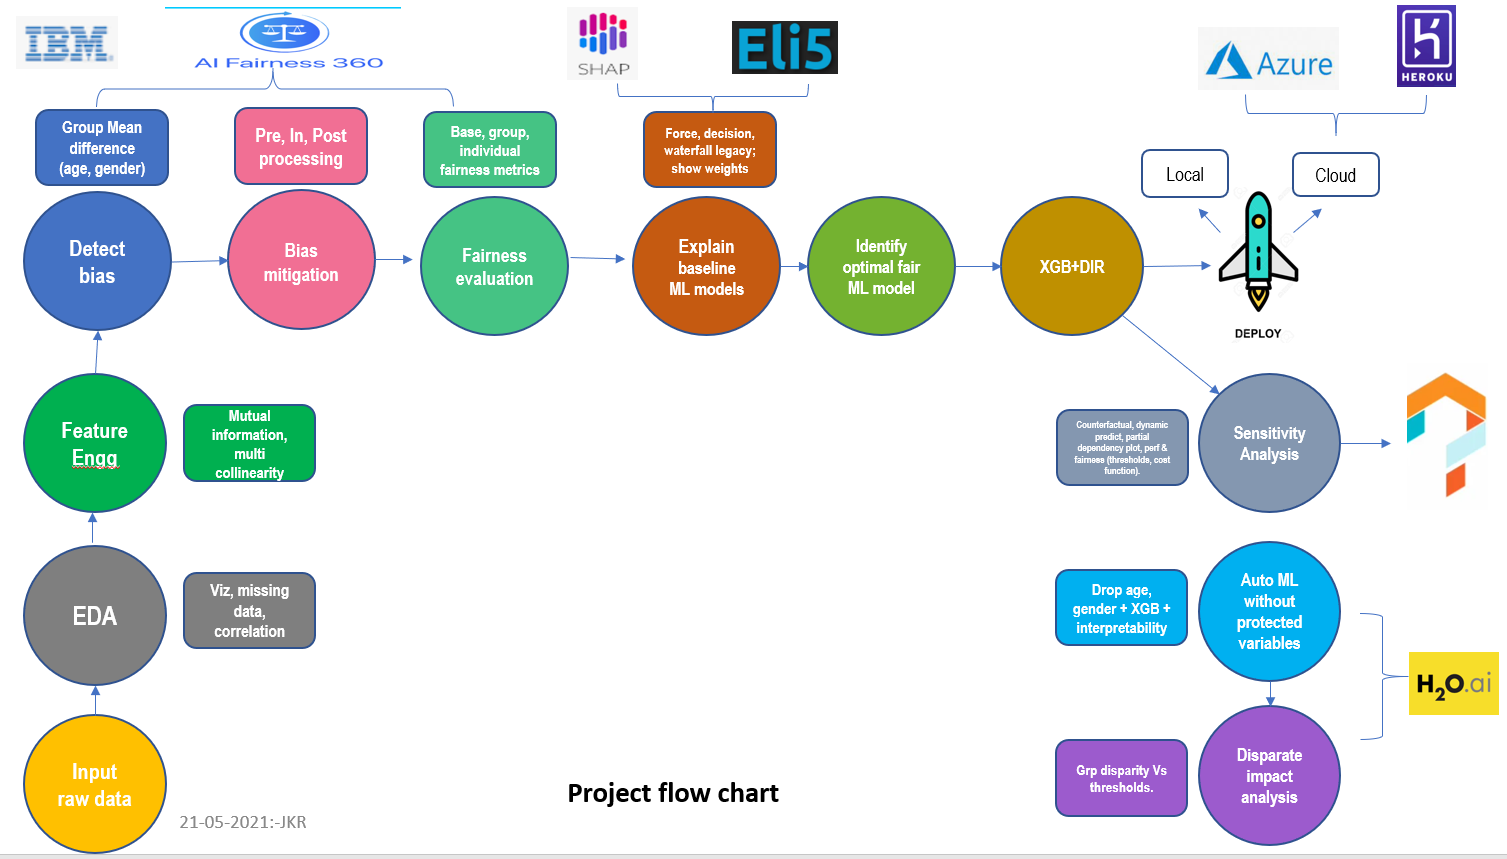 IBM
AI Fairness 360
SHAP
Eli5
Azure
HEROKU
Group Mean
difference
(age, gender)
Pre, In, Post
processing
Base, group,
individual
fairness metrics
Force, decision,
waterfall legacy;
show weights
Local
Cloud
Detect
bias
Bias
mitigation
Fairness
evaluation
Explain
baseline
ML models
Identify
optimal fair
ML model
XGB+DIR
DEPLOY
Feature
Engg
Mutual
information,
multi
collinearity
Counterfactual, dynamic
predict, partial
dependency plot, perf &
fairness (thresholds, cost
function).
Sensitivity
Analysis
EDA
Viz, missing
data,
correlation
Drop age,
gender + XGB +
interpretability
Auto ML
without
protected
variables
H2O.ai
Input
raw data
21-05-2021:-JKR
Project flow chart
Grp disparity Vs
thresholds.
Disparate
impact
analysis